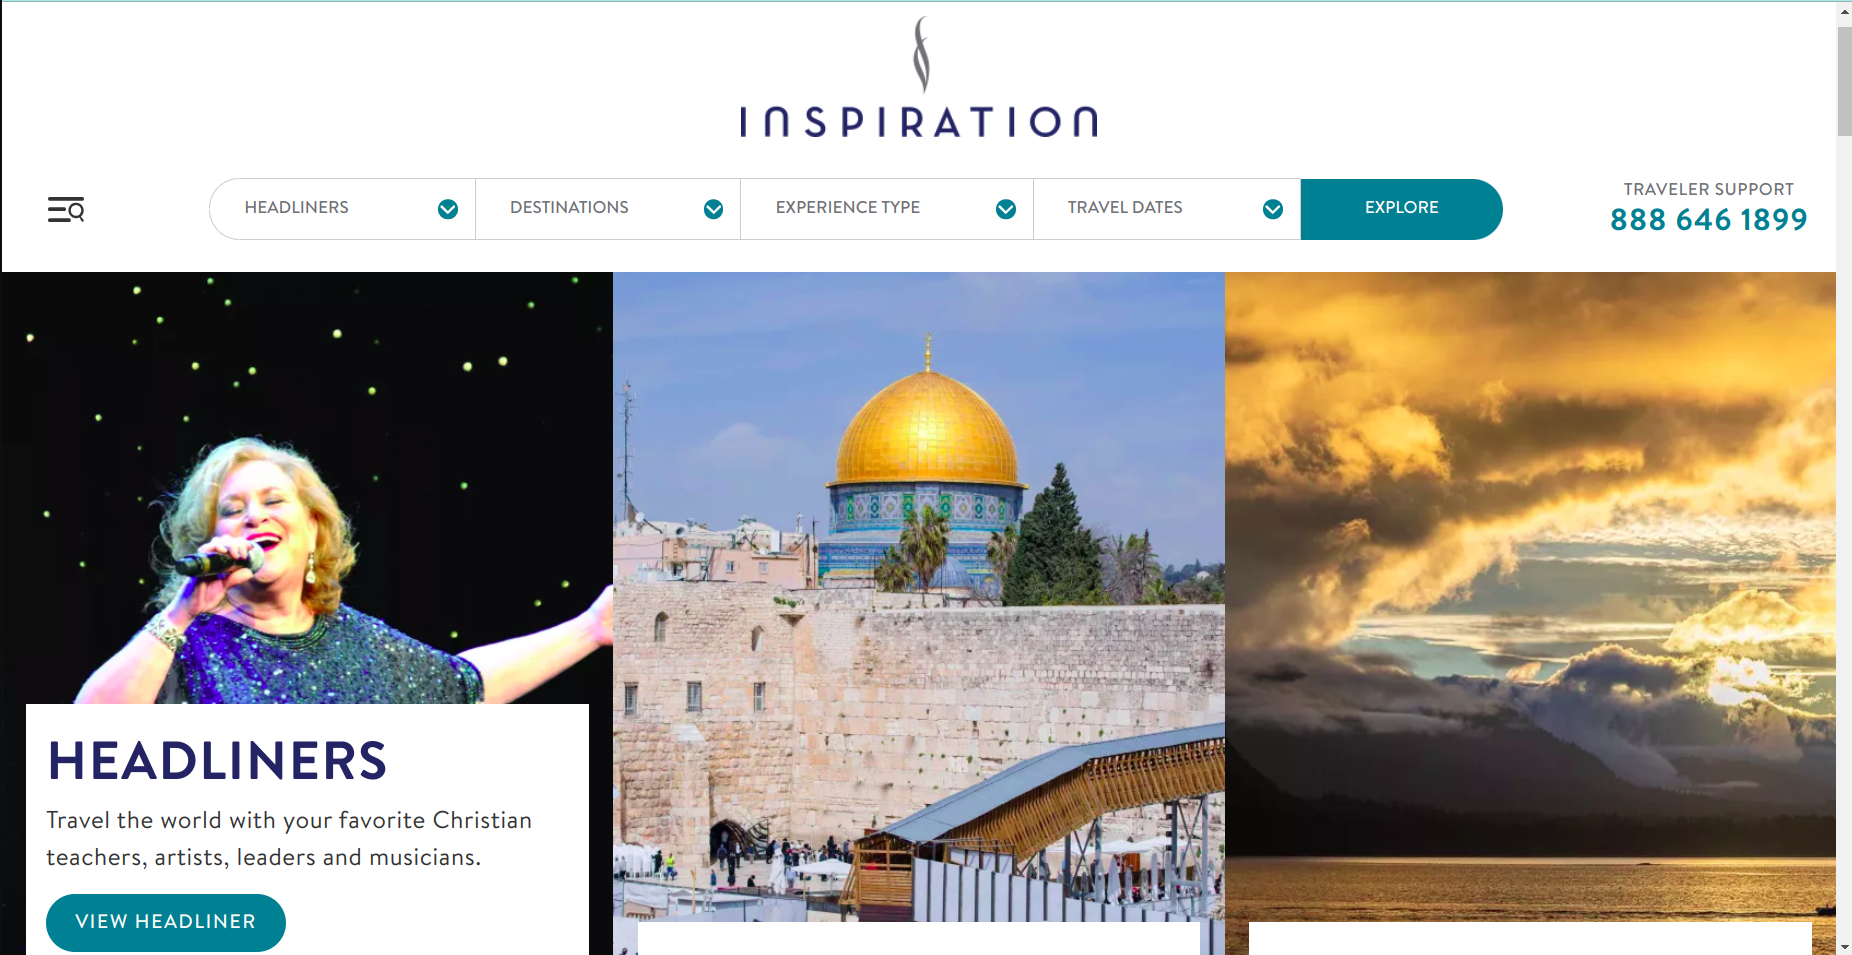 INSPIRATION
HEADLINERS
DESTINATIONS
EXPERIENCE TYPE
TRAVEL DATES
EXPLORE
TRAVELER SUPPORT
888 646 1899
HEADLINERS
Travel the world with your favorite Christian
teachers, artists, leaders and musicians.
VIEW HEADLINER